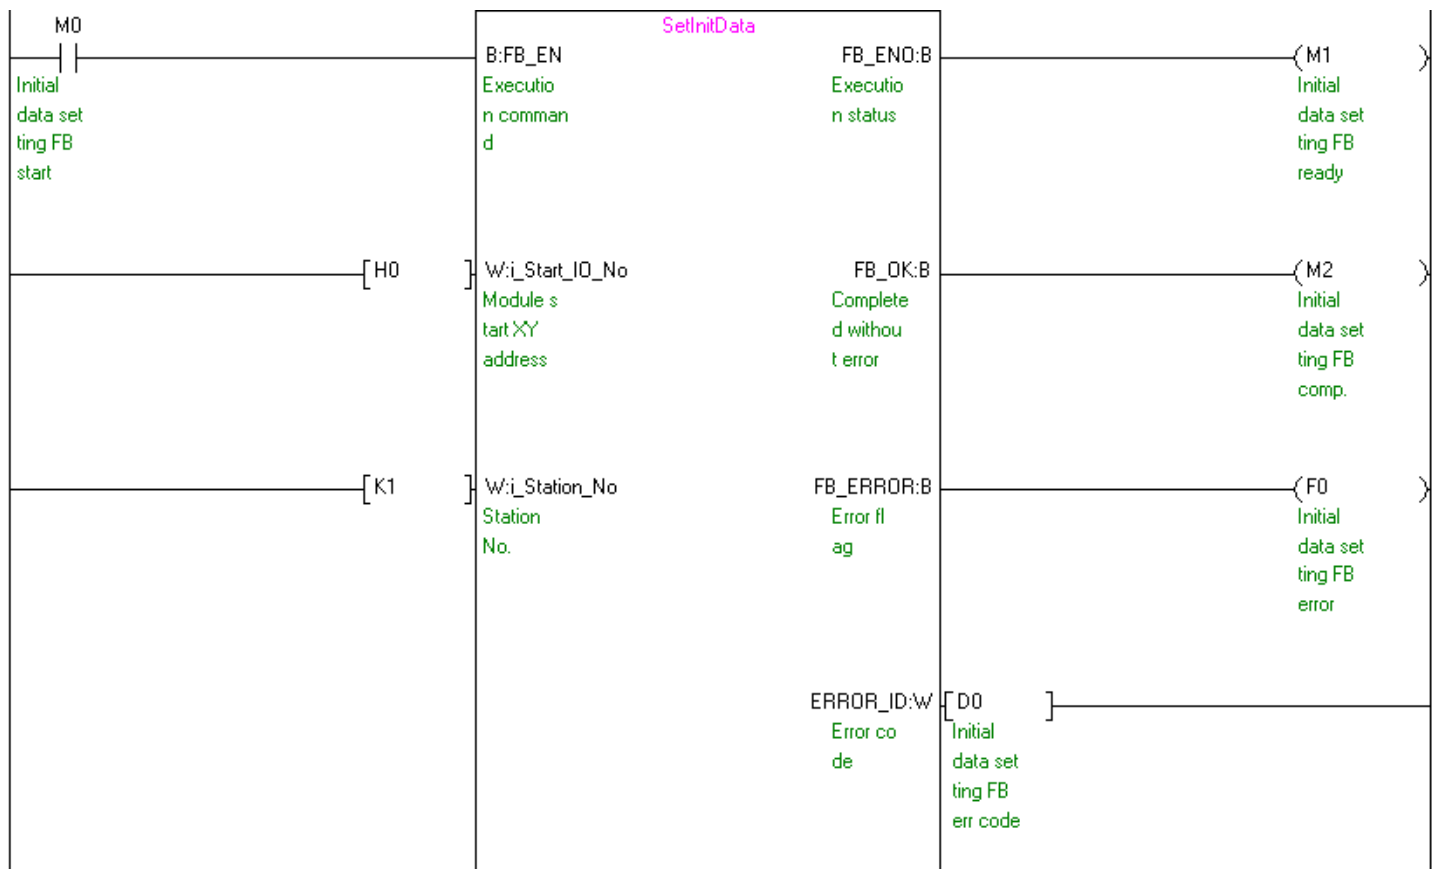 SetInitData
M0
B:FB_EN
FB_ENO:B
M1
Initial
data set
ting FB
start
Executio
n comman
d
Executio
n status
Initial
data set
ting FB
ready
H0
W:i_Start_IO_No
FB_OK:B
M2
Module s
tart XY
address
Complete
d withou
t error
Initial
data set
ting FB
comp.
K1
W:i_Station_No
FB_ERROR:B
F0
Station
No.
Error fl
ag
Initial
data set
ting FB
error
ERROR_ID:W
D0
Error co
de
Initial
data set
ting FB
err code